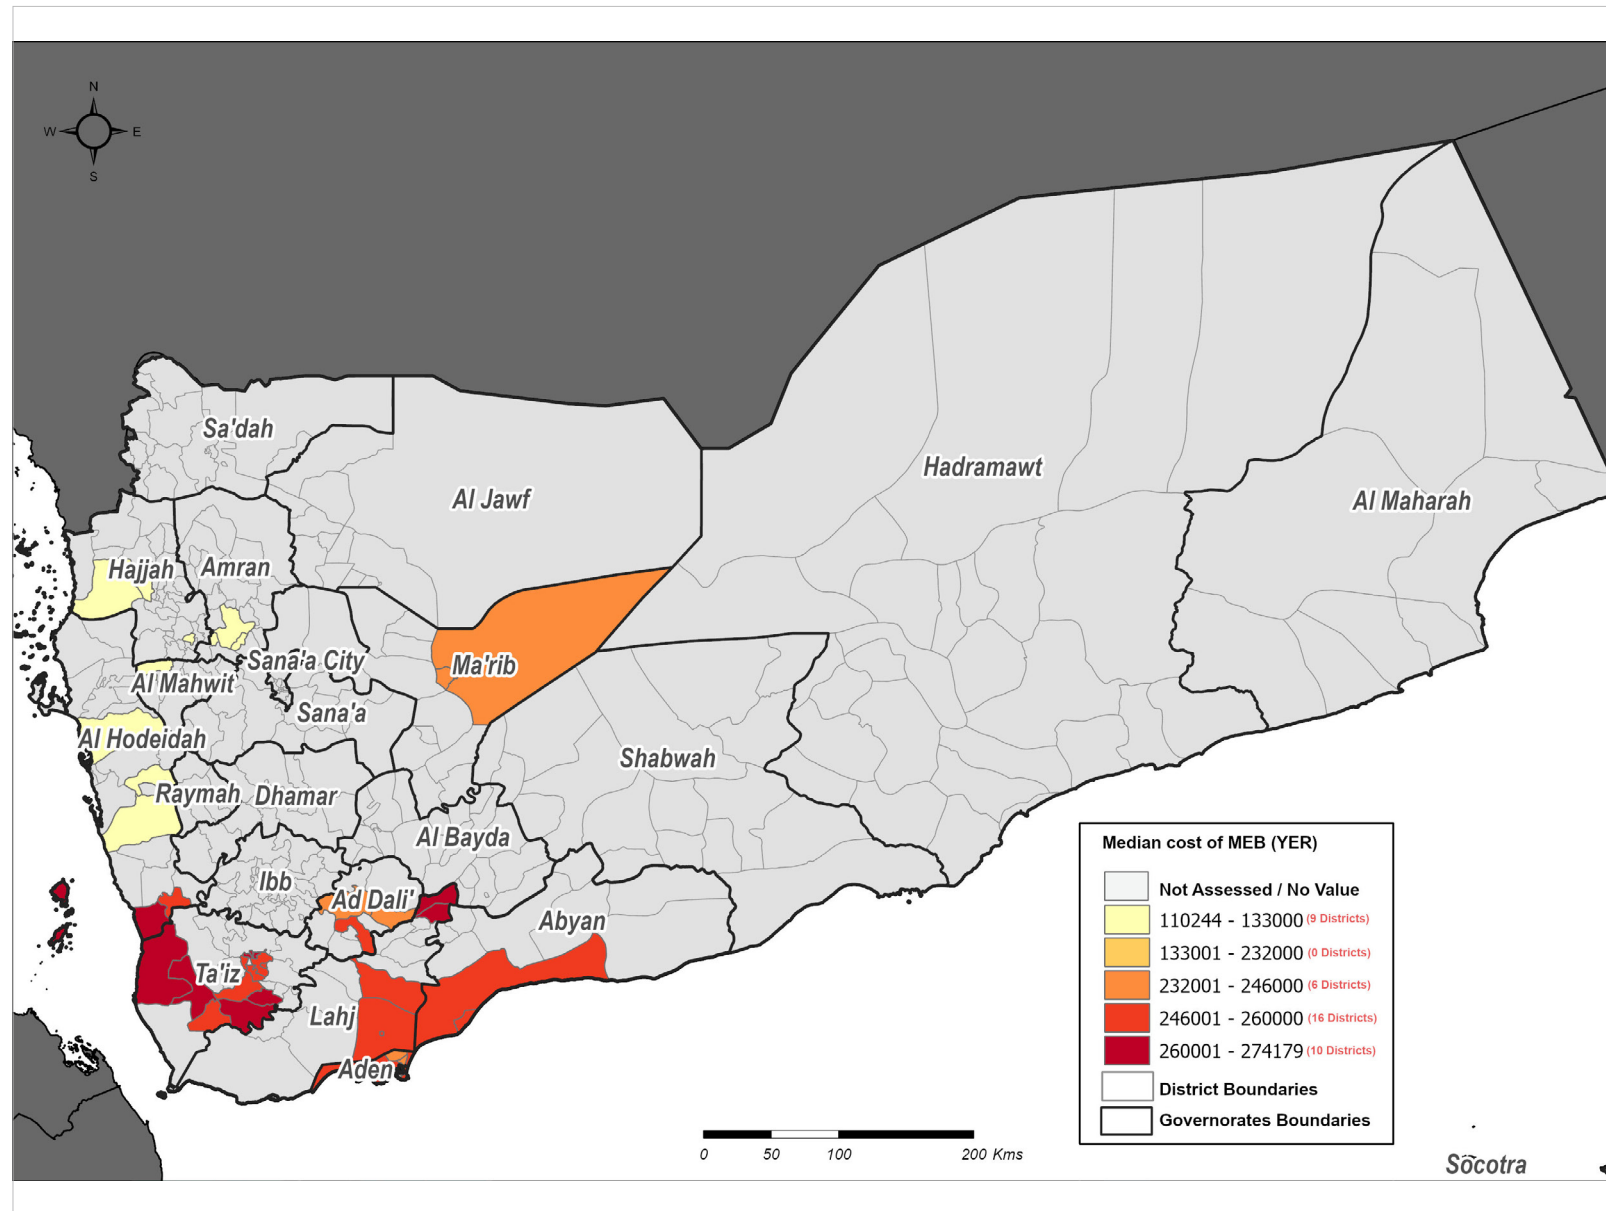 N
W E
S
Sa'dah
Hadramawt
Al Jawf
Al Maharah
Hajjah
Amran
Sana'a City
Ma'rib
Al Mahwit
Sana'a
Al Hodeidah
Shabwah
Raymah
Dhamar
Al Bayda
Ibb
Ad Dali'
Abyan
Ta'iz
Lahj
Aden
Median cost of MEB (YER)
Not Assessed / No Value
110244 - 133000 (9 Districts)
133001 - 232000 (0 Districts)
232001 - 246000 (6 Districts)
246001 - 260000 (16 Districts)
260001 - 274179 (10 Districts)
District Boundaries
Governorates Boundaries
0 50 100 200 Kms
Socotra